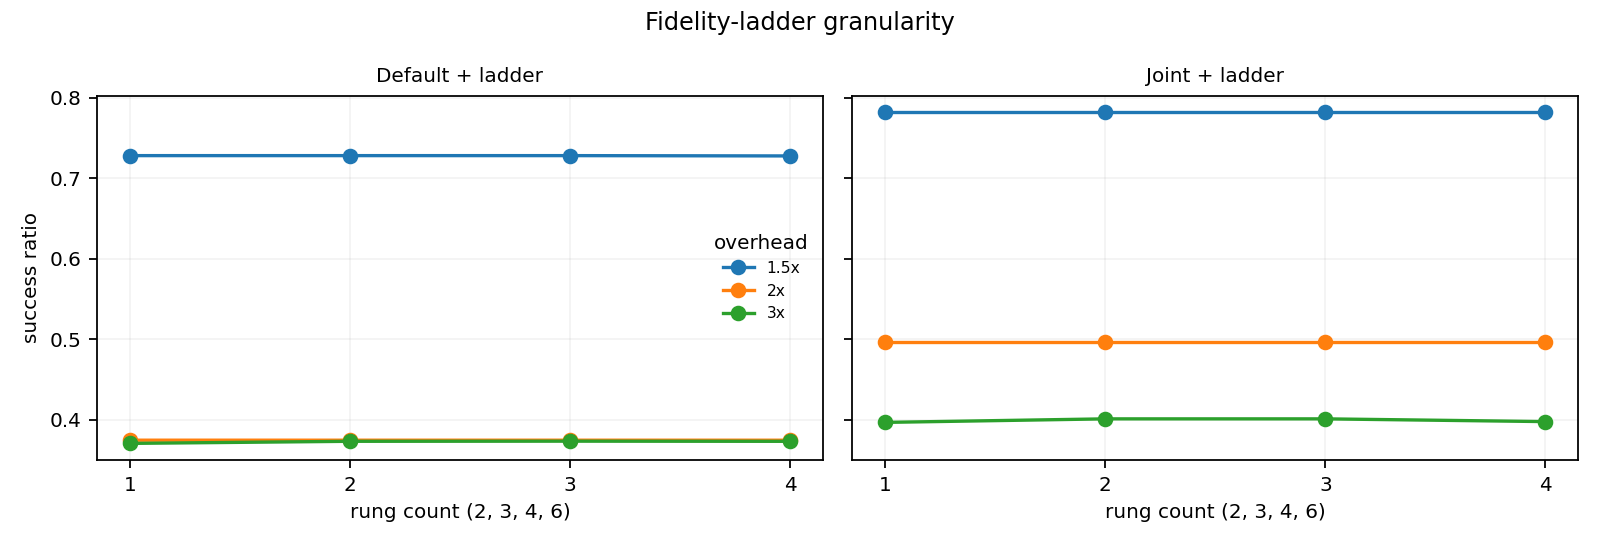 Fidelity-ladder granularity
Default + ladder
success ratio
0.8
0.7
0.6
0.5
0.4
overhead
1.5x
2x
3x
1 2 3 4
rung count (2, 3, 4, 6)
Joint + ladder
1 2 3 4
rung count (2, 3, 4, 6)